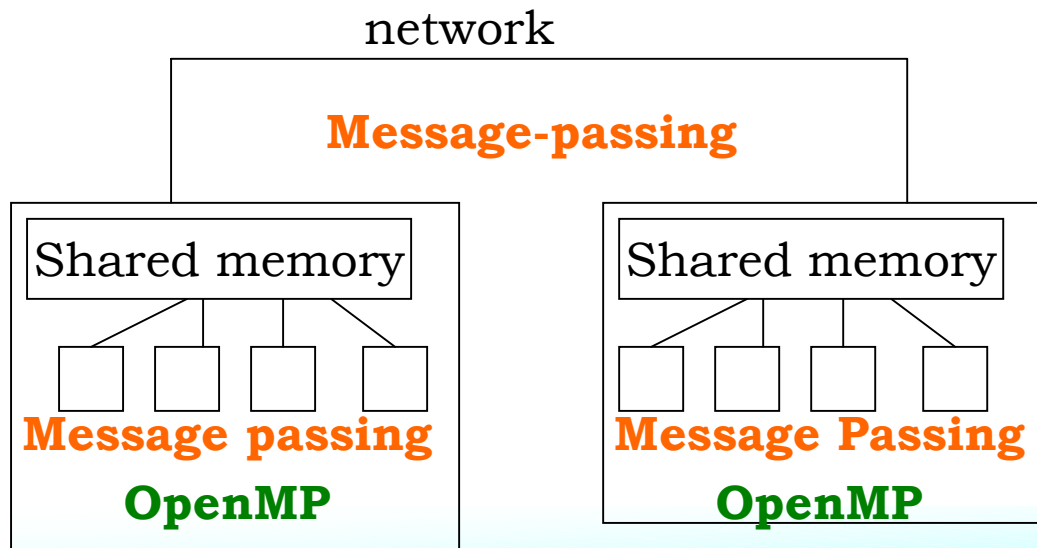 network
Message-passing
Shared memory
Message passing
OpenMP
Shared memory
Message Passing
OpenMP